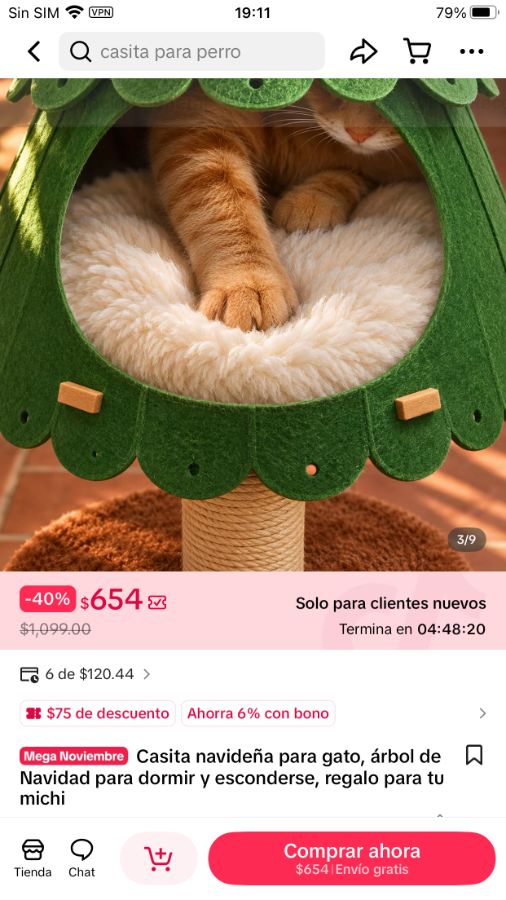 Sin SIM VPN 19:11 79%
casita para perro
3/9
-40% $654 Solo para clientes nuevos
$1,099.00 Termina en 04:48:20
6 de $120.44
$75 de descuento Ahorra 6% con bono
Mega Noviembre Casita navideña para gato, árbol de
Navidad para dormir y esconderse, regalo para tu
michi
Tienda Chat Comprar ahora
$654 | Envío gratis